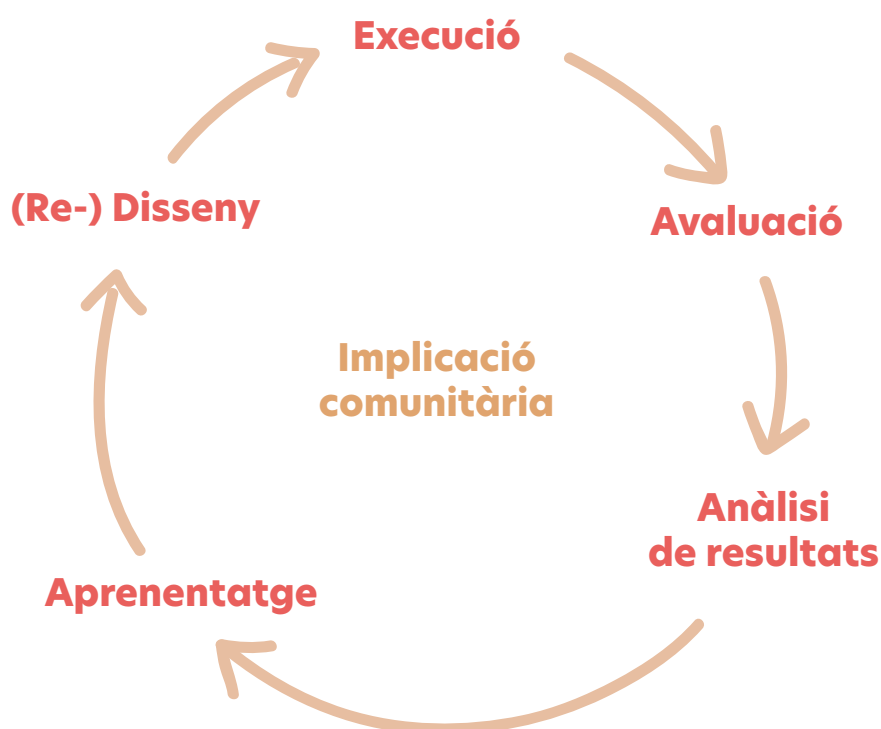 Execució
(Re-) Disseny
Avaluació
Implicació
comunitària
Anàlisi
de resultats
Aprenentatge